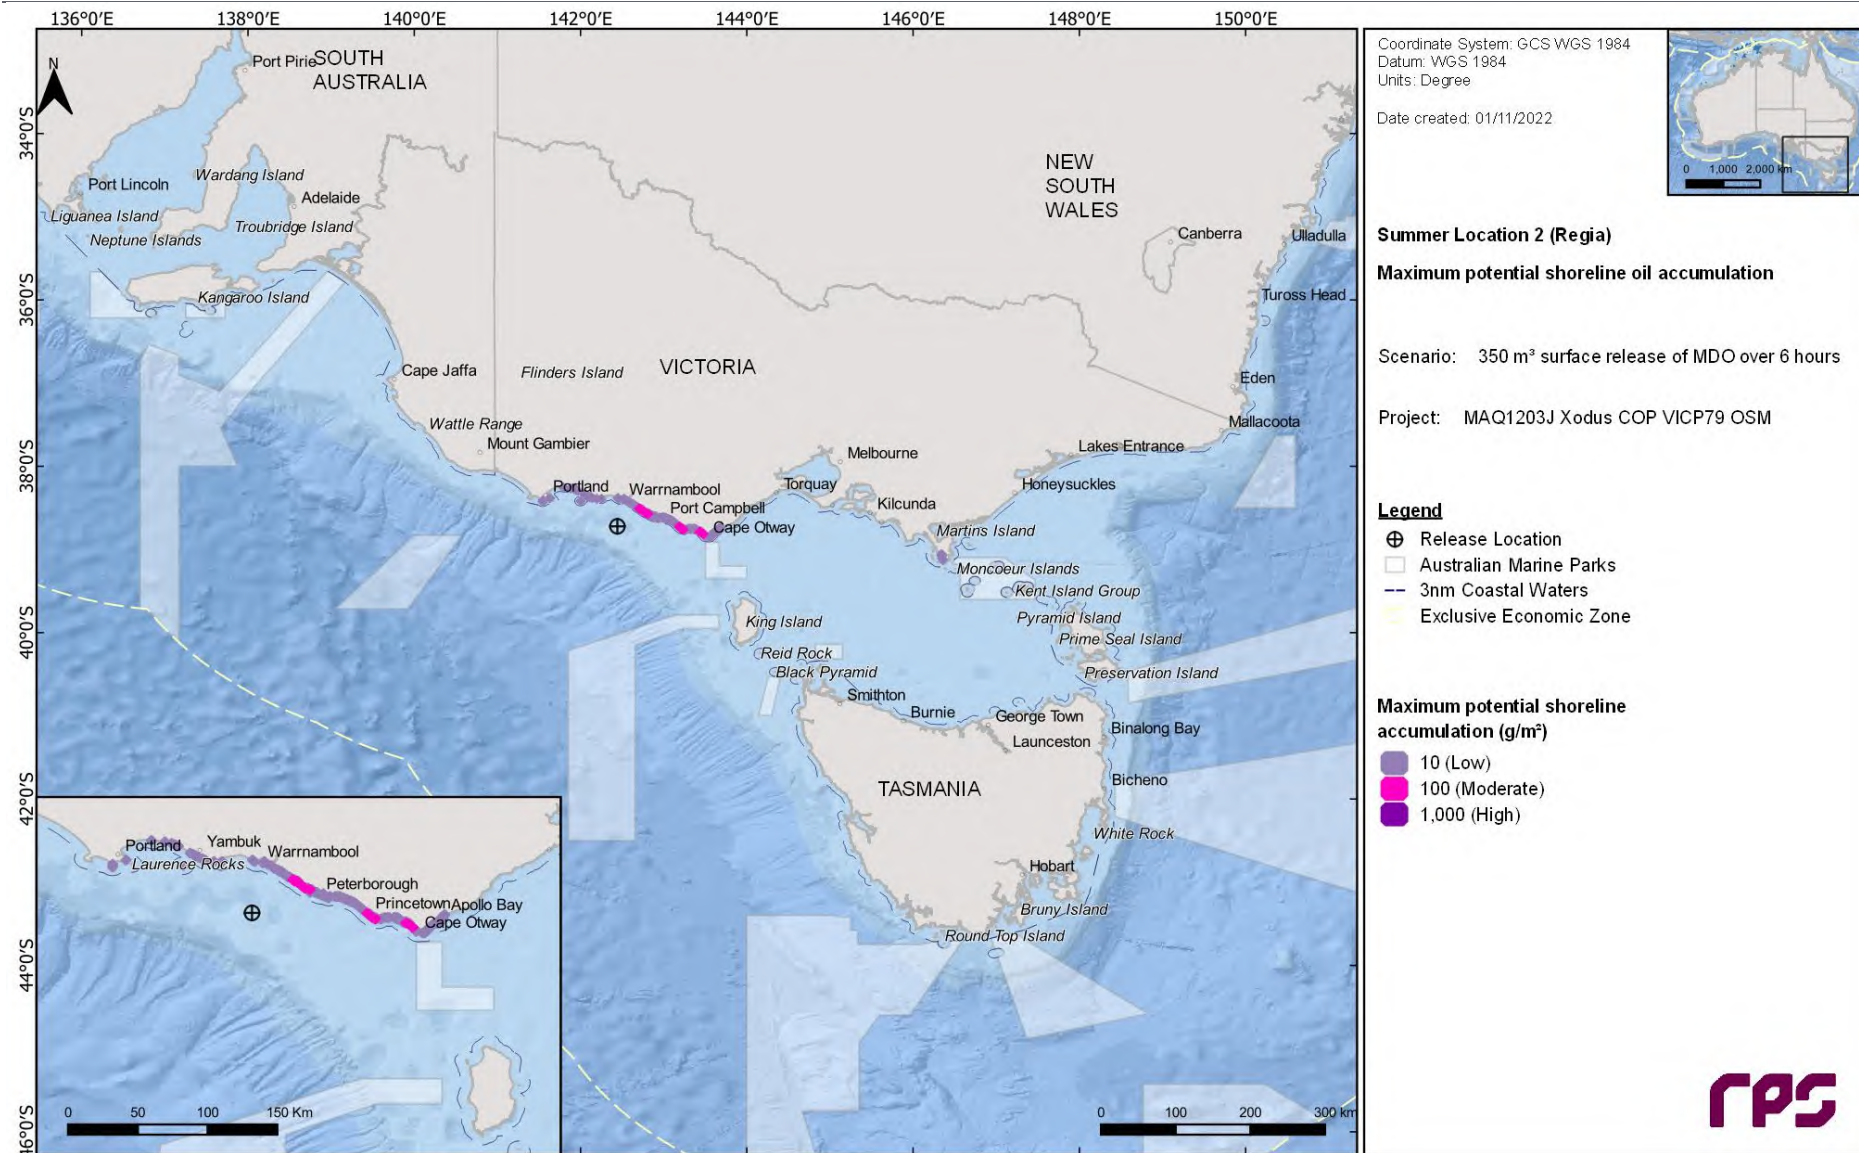 136°0'E
138°0'E
140°0'E
142°0'E
144°0'E
146°0'E
148°0'E
150°0'E
34°0'S
36°0'S
38°0'S
40°0'S
42°0'S
44°0'S
46°0'S
N
Port Pirie
SOUTH
AUSTRALIA
Port Lincoln
Wardang Island
Adelaide
Liguanea Island
Neptune Islands
Troubridge Island
Kangaroo Island
NEW
SOUTH
WALES
Canberra
Ulladulla
Tuross Head
Cape Jaffa
Flinders Island
VICTORIA
Eden
Wattle Range
Mount Gambier
Mallacoota
Melbourne
Lakes Entrance
Portland
Warrnambool
Torquay
Honeysuckles
Port Campbell
Kilcunda
Cape Otway
Martins Island
Moncoeur Islands
Kent Island Group
King Island
Pyramid Island
Prime Seal Island
Reid Rock
Black Pyramid
Preservation Island
Smithton
Burnie
George Town
Binalong Bay
Launceston
TASMANIA
Bicheno
White Rock
Hobart
Bruny Island
Round Top Island
0 100 200 300 km
Portland
Yambuk
Warrnambool
Laurence Rocks
Peterborough
Princetown
Apollo Bay
Cape Otway
0 50 100 150 Km
Coordinate System: GCS WGS 1984
Datum: WGS 1984
Units: Degree
Date created: 01/11/2022
0 1,000 2,000 km
Summer Location 2 (Regia)
Maximum potential shoreline oil accumulation
Scenario: 350 m³ surface release of MDO over 6 hours
Project: MAQ1203J Xodus COP VICP79 OSM
Legend
Release Location
Australian Marine Parks
3nm Coastal Waters
Exclusive Economic Zone
Maximum potential shoreline
accumulation (g/m²)
10 (Low)
100 (Moderate)
1,000 (High)
rps